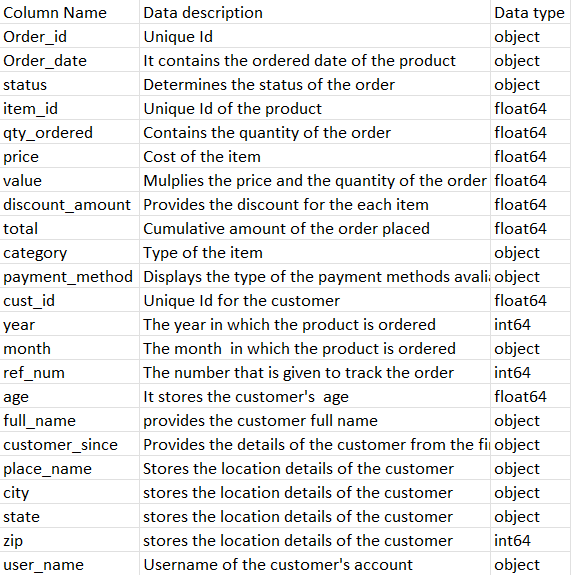 Column Name Data description Data type
Order_id Unique Id object
Order_date It contains the ordered date of the product object
status Determines the status of the order object
item_id Unique Id of the product float64
qty_ordered Contains the quantity of the order float64
price Cost of the item float64
value Mulplies the price and the quantity of the order float64
discount_amount Provides the discount for the each item float64
total Cumulative amount of the order placed float64
category Type of the item object
payment_method Displays the type of the payment methods avalia object
cust_id Unique Id for the customer float64
year The year in which the product is ordered int64
month The month  in which the product is ordered object
ref_num The number that is given to track the order int64
age It stores the customer's  age float64
full_name provides the customer full name object
customer_since Provides the details of the customer from the fi object
place_name Stores the location details of the customer object
city stores the location details of the customer object
state stores the location details of the customer object
zip stores the location details of the customer int64
user_name Username of the customer's account object